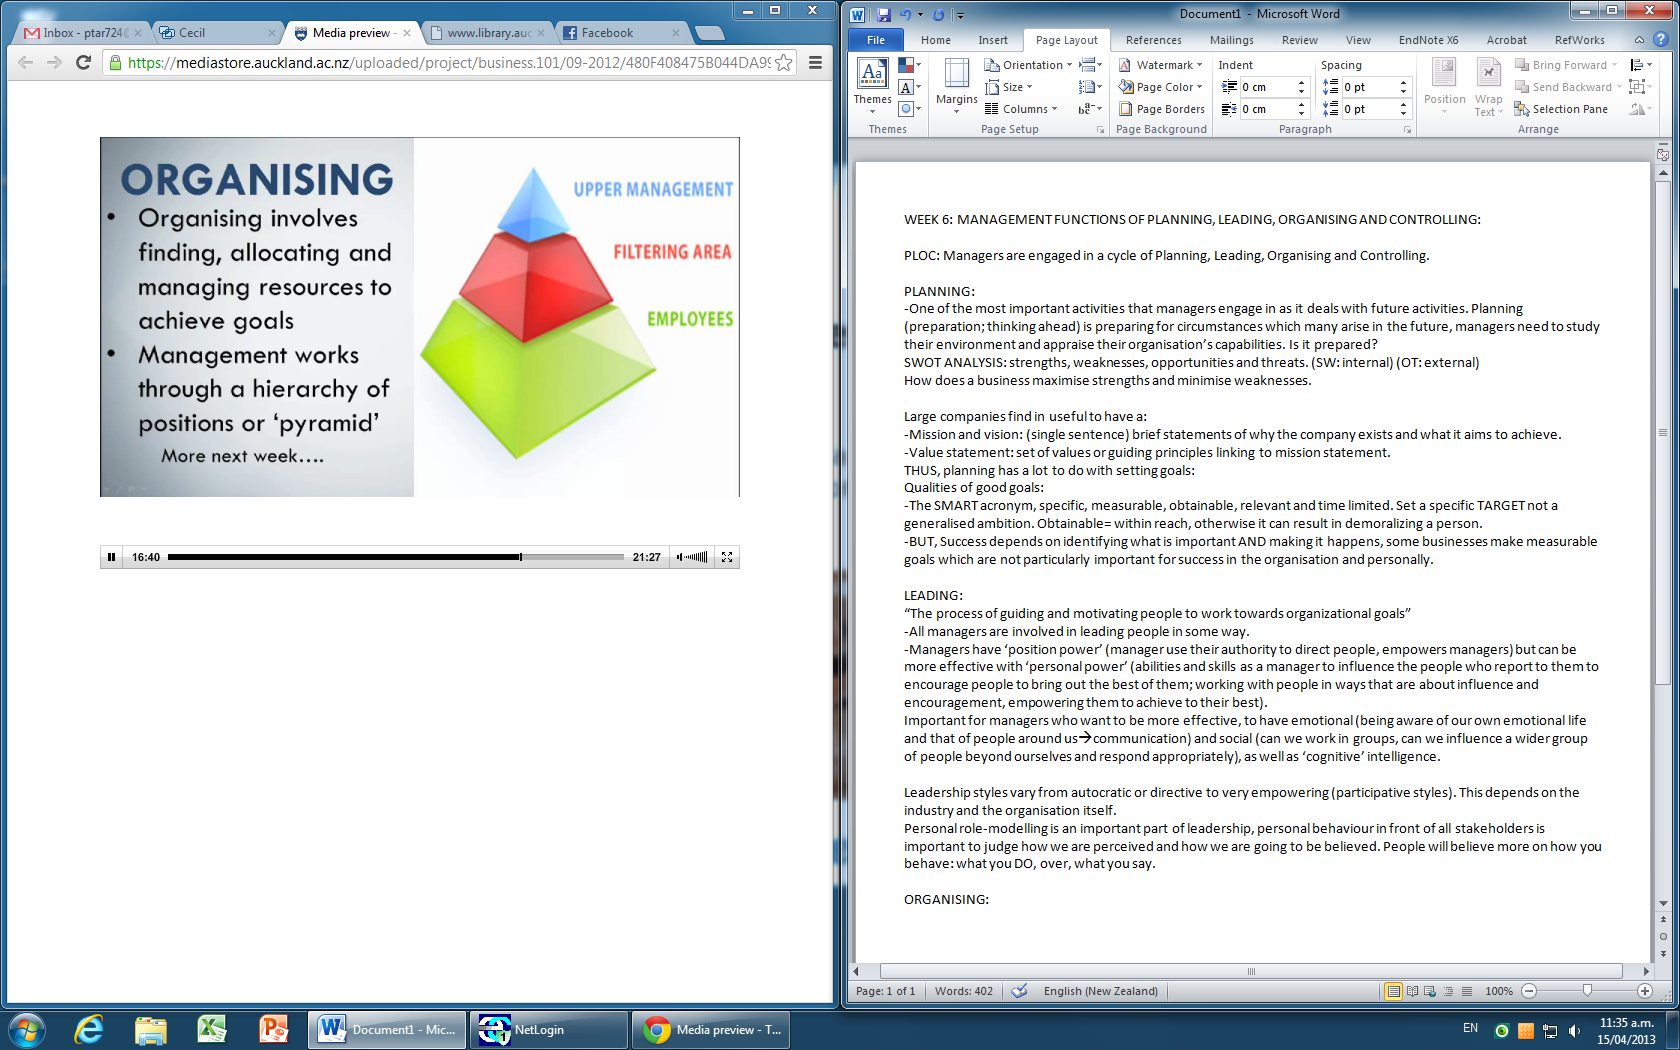 Inbox - ptar724@
Cecil
Media preview -
www.library.auc
Facebook
https://mediastore.auckland.ac.nz/uploaded/project/business.101/09-2012/480F408475B044DA99
ORGANISING
• Organising involves
finding, allocating and
managing resources to
achieve goals
• Management works
through a hierarchy of
positions or ‘pyramid’
More next week....
UPPER MANAGEMENT
FILTERING AREA
EMPLOYEES
16:40
21:27
Document1 - Microsoft Word
File Home Insert Page Layout References Mailings Review View EndNote X6 Acrobat RefWorks
Themes
Themes
Margins
Orientation
Size
Columns
Page Setup
Watermark
Page Color
Page Borders
Page Background
Indent
0 cm
0 cm
Spacing
0 pt
0 pt
Paragraph
Position
Wrap
Text
Bring Forward
Send Backward
Selection Pane
Arrange
WEEK 6: MANAGEMENT FUNCTIONS OF PLANNING, LEADING, ORGANISING AND CONTROLLING:
PLOC: Managers are engaged in a cycle of Planning, Leading, Organising and Controlling.
PLANNING:
-One of the most important activities that managers engage in as it deals with future activities. Planning
(preparation; thinking ahead) is preparing for circumstances which many arise in the future, managers need to study
their environment and appraise their organisation’s capabilities. Is it prepared?
SWOT ANALYSIS: strengths, weaknesses, opportunities and threats. (SW: internal) (OT: external)
How does a business maximise strengths and minimise weaknesses.
Large companies find in useful to have a:
-Mission and vision: (single sentence) brief statements of why the company exists and what it aims to achieve.
-Value statement: set of values or guiding principles linking to mission statement.
THUS, planning has a lot to do with setting goals:
Qualities of good goals:
-The SMART acronym, specific, measurable, obtainable, relevant and time limited. Set a specific TARGET not a
generalised ambition. Obtainable= within reach, otherwise it can result in demoralizing a person.
-BUT, Success depends on identifying what is important AND making it happens, some businesses make measurable
goals which are not particularly important for success in the organisation and personally.
LEADING:
“The process of guiding and motivating people to work towards organizational goals”
-All managers are involved in leading people in some way.
-Managers have ‘position power’ (manager use their authority to direct people, empowers managers) but can be
more effective with ‘personal power’ (abilities and skills as a manager to influence the people who report to them to
encourage people to bring out the best of them; working with people in ways that are about influence and
encouragement, empowering them to achieve to their best).
Important for managers who want to be more effective, to have emotional (being aware of our own emotional life
and that of people around us→communication) and social (can we work in groups, can we influence a wider group
of people beyond ourselves and respond appropriately), as well as ‘cognitive’ intelligence.
Leadership styles vary from autocratic or directive to very empowering (participative styles). This depends on the
industry and the organisation itself.
Personal role-modelling is an important part of leadership, personal behaviour in front of all stakeholders is
important to judge how we are perceived and how we are going to be believed. People will believe more on how you
behave: what you DO, over, what you say.
ORGANISING:
Page: 1 of 1
Words: 402
English (New Zealand)
100%
Document1 - Mic...
NetLogin
Media preview - T...
EN
11:35 a.m.
15/04/2013